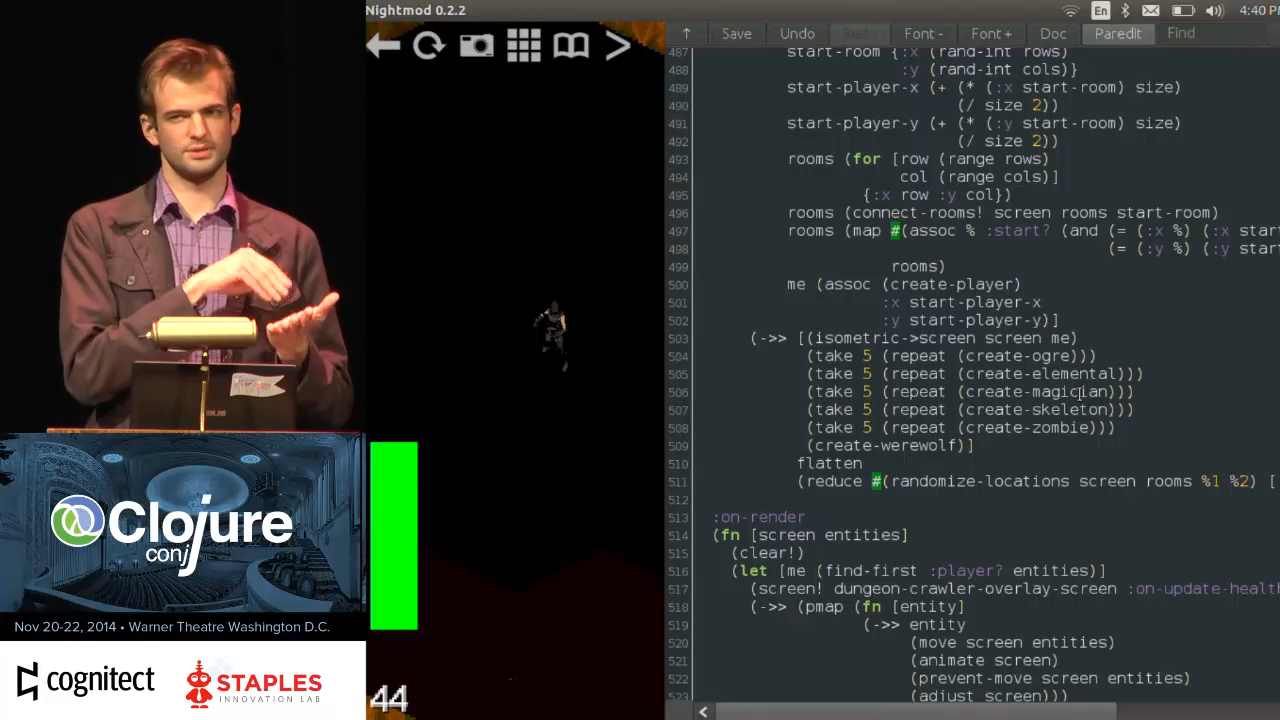 Nightmod 0.2.2
En
4:40 P
Save
Undo
Redo
Font -
Font +
Doc
Paredit
Find
487 start-room {:x (rand-int rows)
488 :y (rand-int cols)}
489 start-player-x (+ (* (:x start-room) size)
490 (/ size 2))
491 start-player-y (+ (* (:y start-room) size)
492 (/ size 2))
493 rooms (for [row (range rows)
494 col (range cols)]
495 {:x row :y col})
496 rooms (connect-rooms! screen rooms start-room)
497 rooms (map #(assoc % :start? (and (= (:x %) (:x star
498 (= (:y %) (:y star
499 rooms)
500 me (assoc (create-player)
501 :x start-player-x
502 :y start-player-y)]
503 (->> [(isometric->screen screen me)
504 (take 5 (repeat (create-ogre)))
505 (take 5 (repeat (create-elemental)))
506 (take 5 (repeat (create-magician)))
507 (take 5 (repeat (create-skeleton)))
508 (take 5 (repeat (create-zombie)))
509 (create-werewolf)]
510 flatten
511 (reduce #(randomize-locations screen rooms %1 %2) [
512
513 :on-render
514 (fn [screen entities]
515 (clear!)
516 (let [me (find-first :player? entities)]
517 (screen! dungeon-crawler-overlay-screen :on-update-health
518 (->> (pmap (fn [entity]
519 (->> entity
520 (move screen entities)
521 (animate screen)
522 (prevent-move screen entities)
523 (adjust screen)))
44
Clojure
conj
Nov 20-22, 2014 • Warner Theatre Washington D.C.
cognitect
STAPLES
INNOVATION LAB